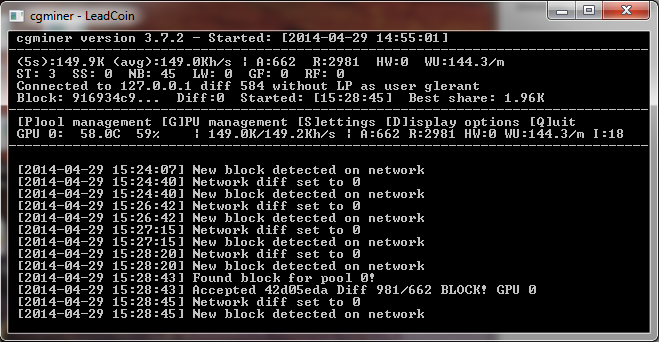 cgminer - LeadCoin
cgminer version 3.7.2 - Started: [2014-04-29 14:55:01]
(5s):149.9K (avg):149.0Kh/s | A:662 R:2981 HW:0 WU:144.3/m
ST: 3 SS: 0 NB: 45 LW: 0 GF: 0 RF: 0
Connected to 127.0.0.1 diff 584 without LP as user glerant
Block: 916934c9... Diff:0 Started: [15:28:45] Best share: 1.96K
[P]ool management [G]PU management [S]ettings [D]isplay options [Q]uit
GPU 0: 58.0C 59% | 149.0K/149.2Kh/s | A:662 R:2981 HW:0 WU:144.3/m I:18
[2014-04-29 15:24:07] New block detected on network
[2014-04-29 15:24:40] Network diff set to 0
[2014-04-29 15:24:40] New block detected on network
[2014-04-29 15:26:42] Network diff set to 0
[2014-04-29 15:26:42] New block detected on network
[2014-04-29 15:27:15] Network diff set to 0
[2014-04-29 15:27:15] New block detected on network
[2014-04-29 15:28:20] Network diff set to 0
[2014-04-29 15:28:20] New block detected on network
[2014-04-29 15:28:43] Found block for pool 0!
[2014-04-29 15:28:43] Accepted 42d05eda Diff 981/662 BLOCK! GPU 0
[2014-04-29 15:28:45] Network diff set to 0
[2014-04-29 15:28:45] New block detected on network